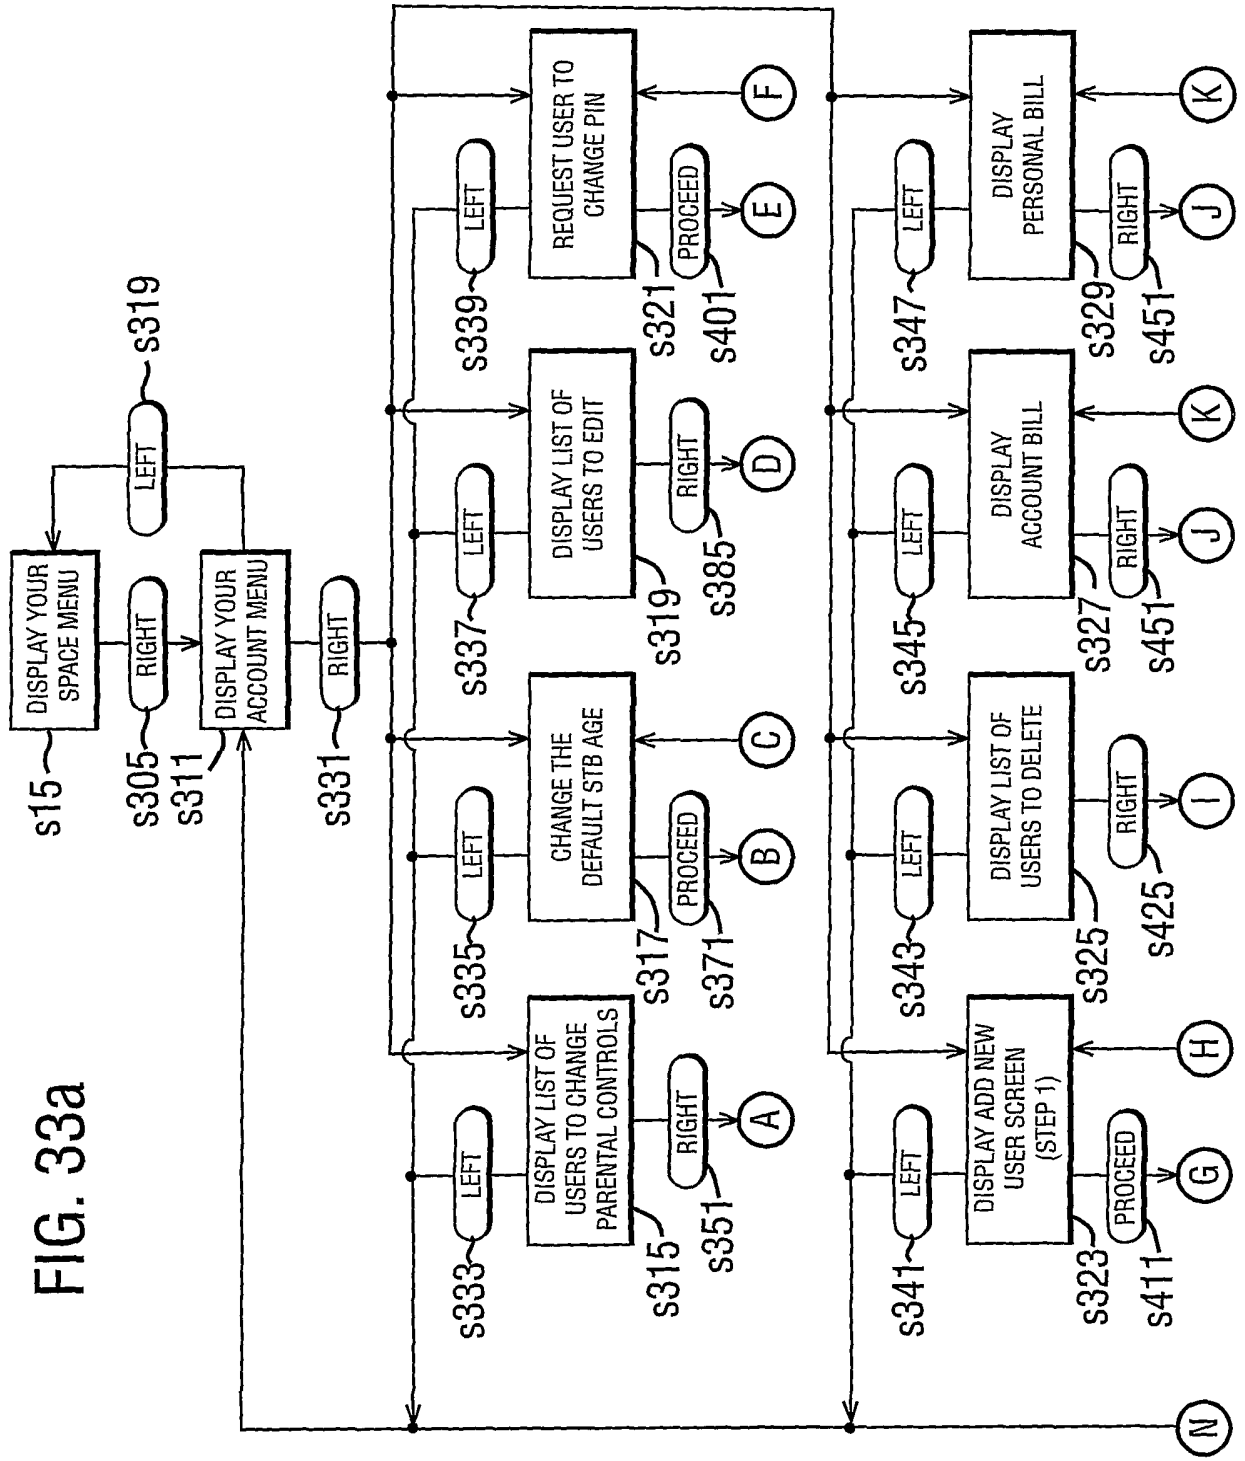 FIG. 33a
DISPLAY YOUR
SPACE MENU
s15
RIGHT
s305
LEFT
s319
DISPLAY YOUR
ACCOUNT MENU
s311
RIGHT
s331
LEFT
s333
DISPLAY LIST OF
USERS TO CHANGE
PARENTAL CONTROLS
s315
RIGHT
s351
A
LEFT
s335
CHANGE THE
DEFAULT STB AGE
s317
PROCEED
s371
B
C
LEFT
s337
DISPLAY LIST OF
USERS TO EDIT
s319
RIGHT
s385
D
LEFT
s339
REQUEST USER TO
CHANGE PIN
s321
PROCEED
s401
E
F
LEFT
s341
DISPLAY ADD NEW
USER SCREEN
(STEP 1)
s323
PROCEED
s411
G
H
LEFT
s343
DISPLAY LIST OF
USERS TO DELETE
s325
RIGHT
s425
I
LEFT
s345
DISPLAY
ACCOUNT BILL
s327
RIGHT
s451
J
K
LEFT
s347
DISPLAY
PERSONAL BILL
s329
RIGHT
s451
J
K
N